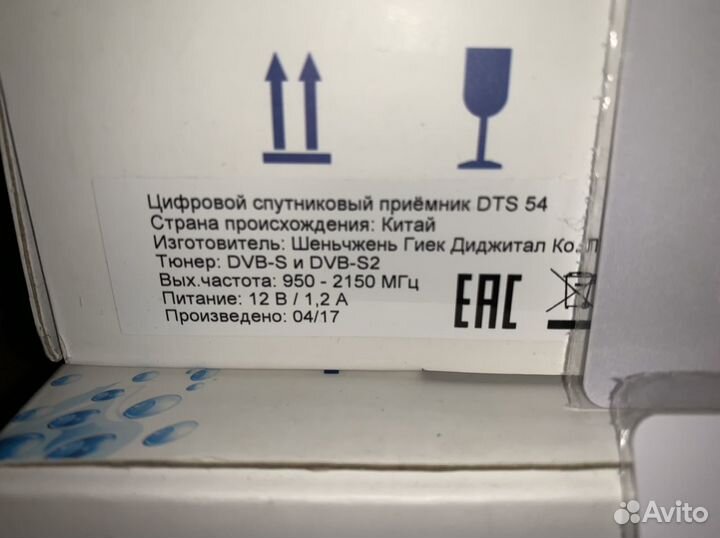 Цифровой спутниковый приёмник DTS 54
Страна происхождения: Китай
Изготовитель: Шеньчжень Гиек Диджитал Ко. Л
Тюнер: DVB-S и DVB-S2
Вых.частота: 950 - 2150 МГц
Питание: 12 В / 1,2 А
Произведено: 04/17
EAC
Avito